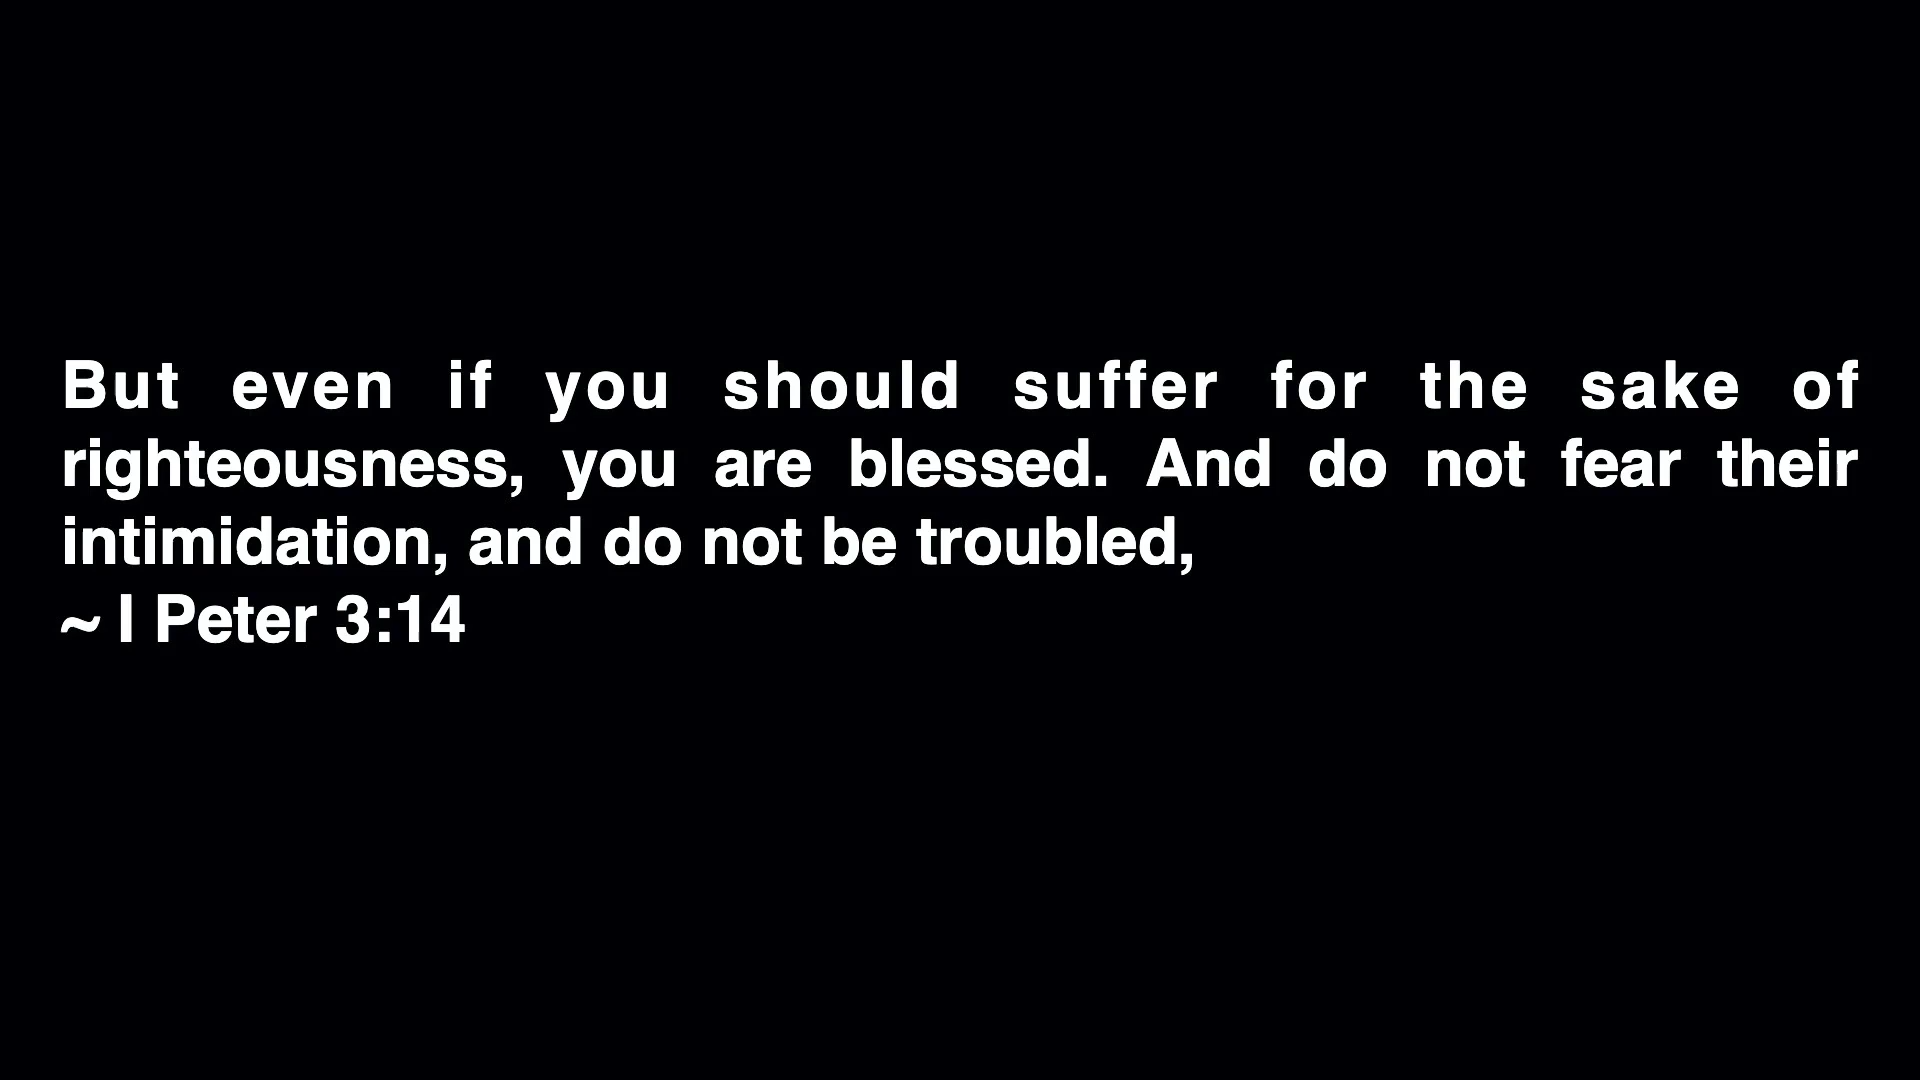 But even if you should suffer for the sake of
righteousness, you are blessed. And do not fear their
intimidation, and do not be troubled,
~ I Peter 3:14